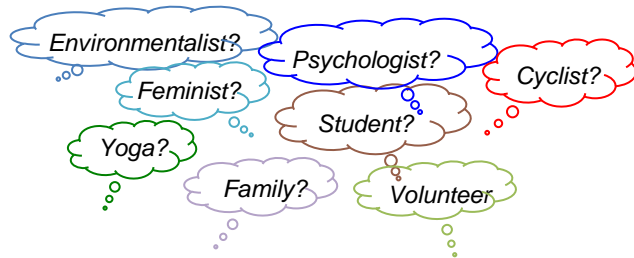 Environmentalist?
Psychologist?
Cyclist?
Feminist?
Student?
Yoga?
Family?
Volunteer